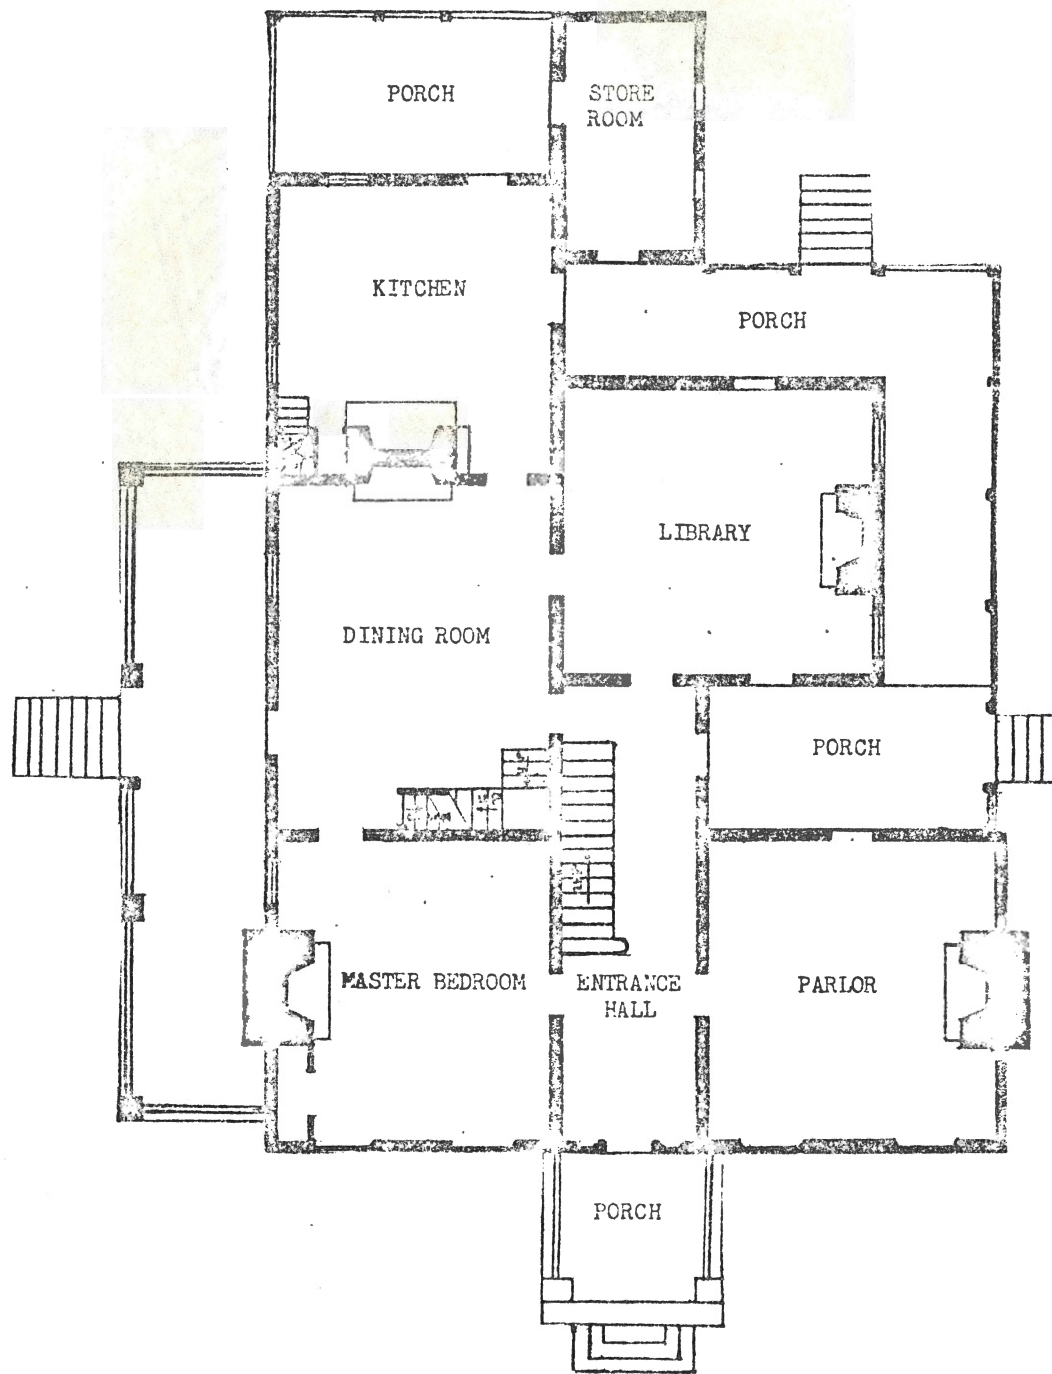 PORCH
STORE
ROOM
KITCHEN
PORCH
LIBRARY
DINING ROOM
PORCH
MASTER BEDROOM
ENTRANCE
HALL
PARLOR
PORCH